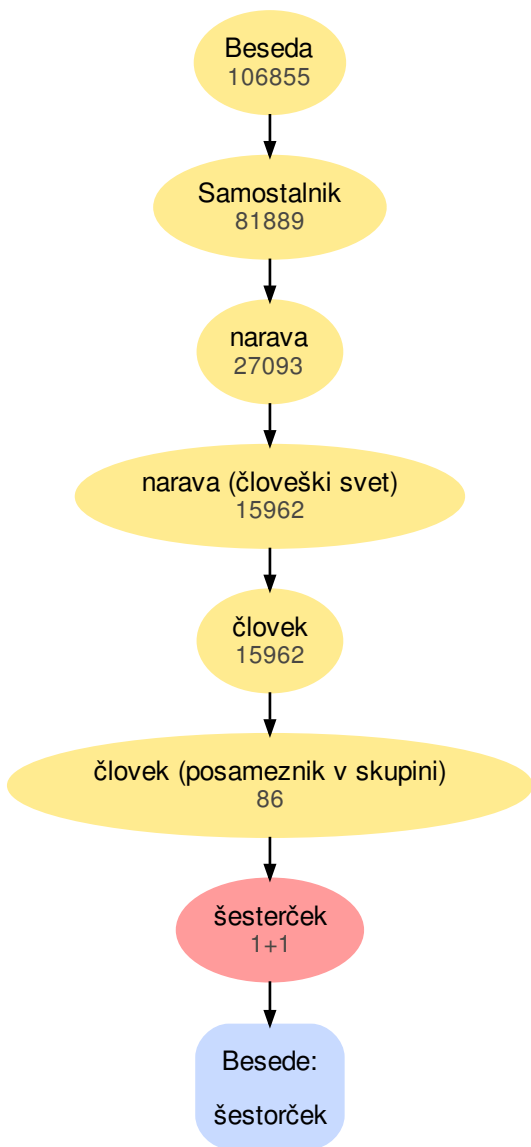 Beseda
106855
Samostalnik
81889
narava
27093
narava (človeški svet)
15962
človek
15962
človek (posameznik v skupini)
86
šesterček
1+1
Besede:
šestorček